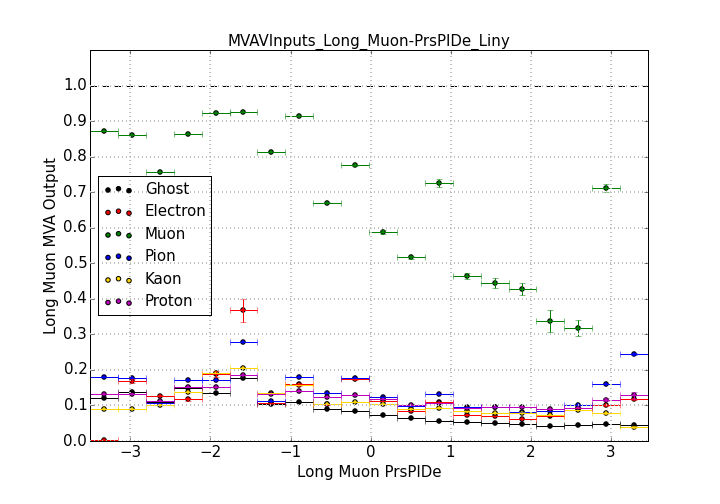 MVAVInputs_Long_Muon-PrsPIDe_Liny
Long Muon MVA Output
1.0
0.9
0.8
0.7
0.6
0.5
0.4
0.3
0.2
0.1
0.0
Ghost
Electron
Muon
Pion
Kaon
Proton
−3 −2 −1 0 1 2 3
Long Muon PrsPIDe